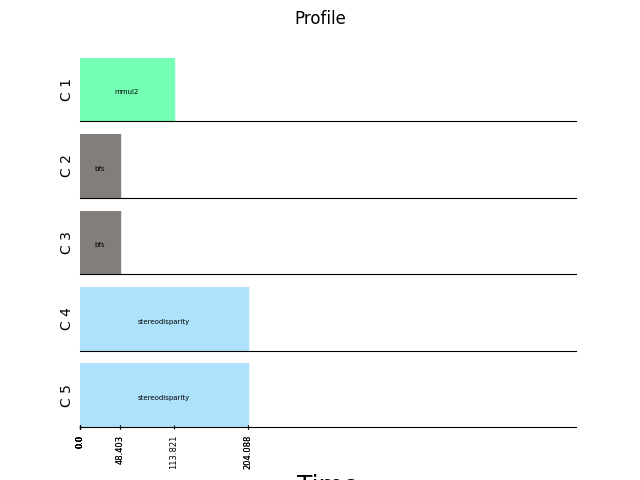 Profile
C 1
mmul2
C 2
bfs
C 3
bfs
C 4
stereodisparity
C 5
stereodisparity
0.0
48.403
113.821
204.088
Time